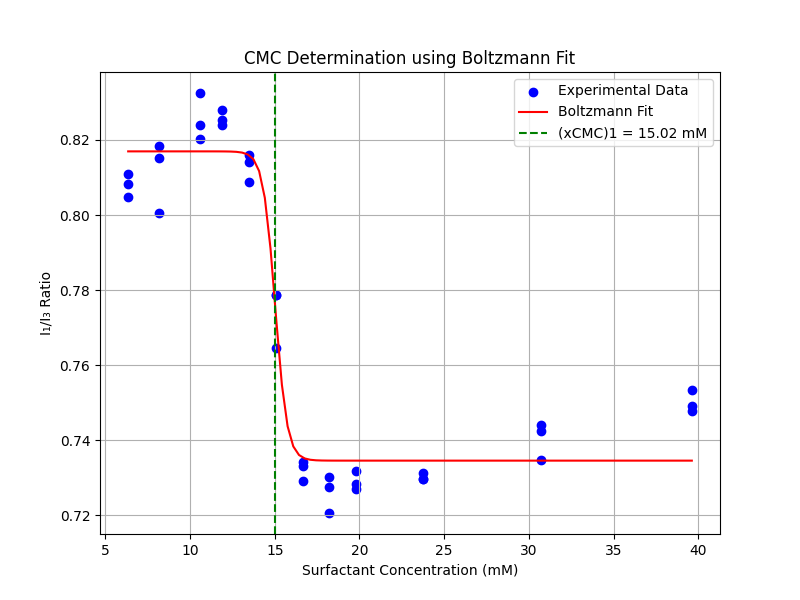 CMC Determination using Boltzmann Fit
Experimental Data
Boltzmann Fit
(xCMC)1 = 15.02 mM
I₁/I₃ Ratio
0.82
0.80
0.78
0.76
0.74
0.72
5 10 15 20 25 30 35 40
Surfactant Concentration (mM)